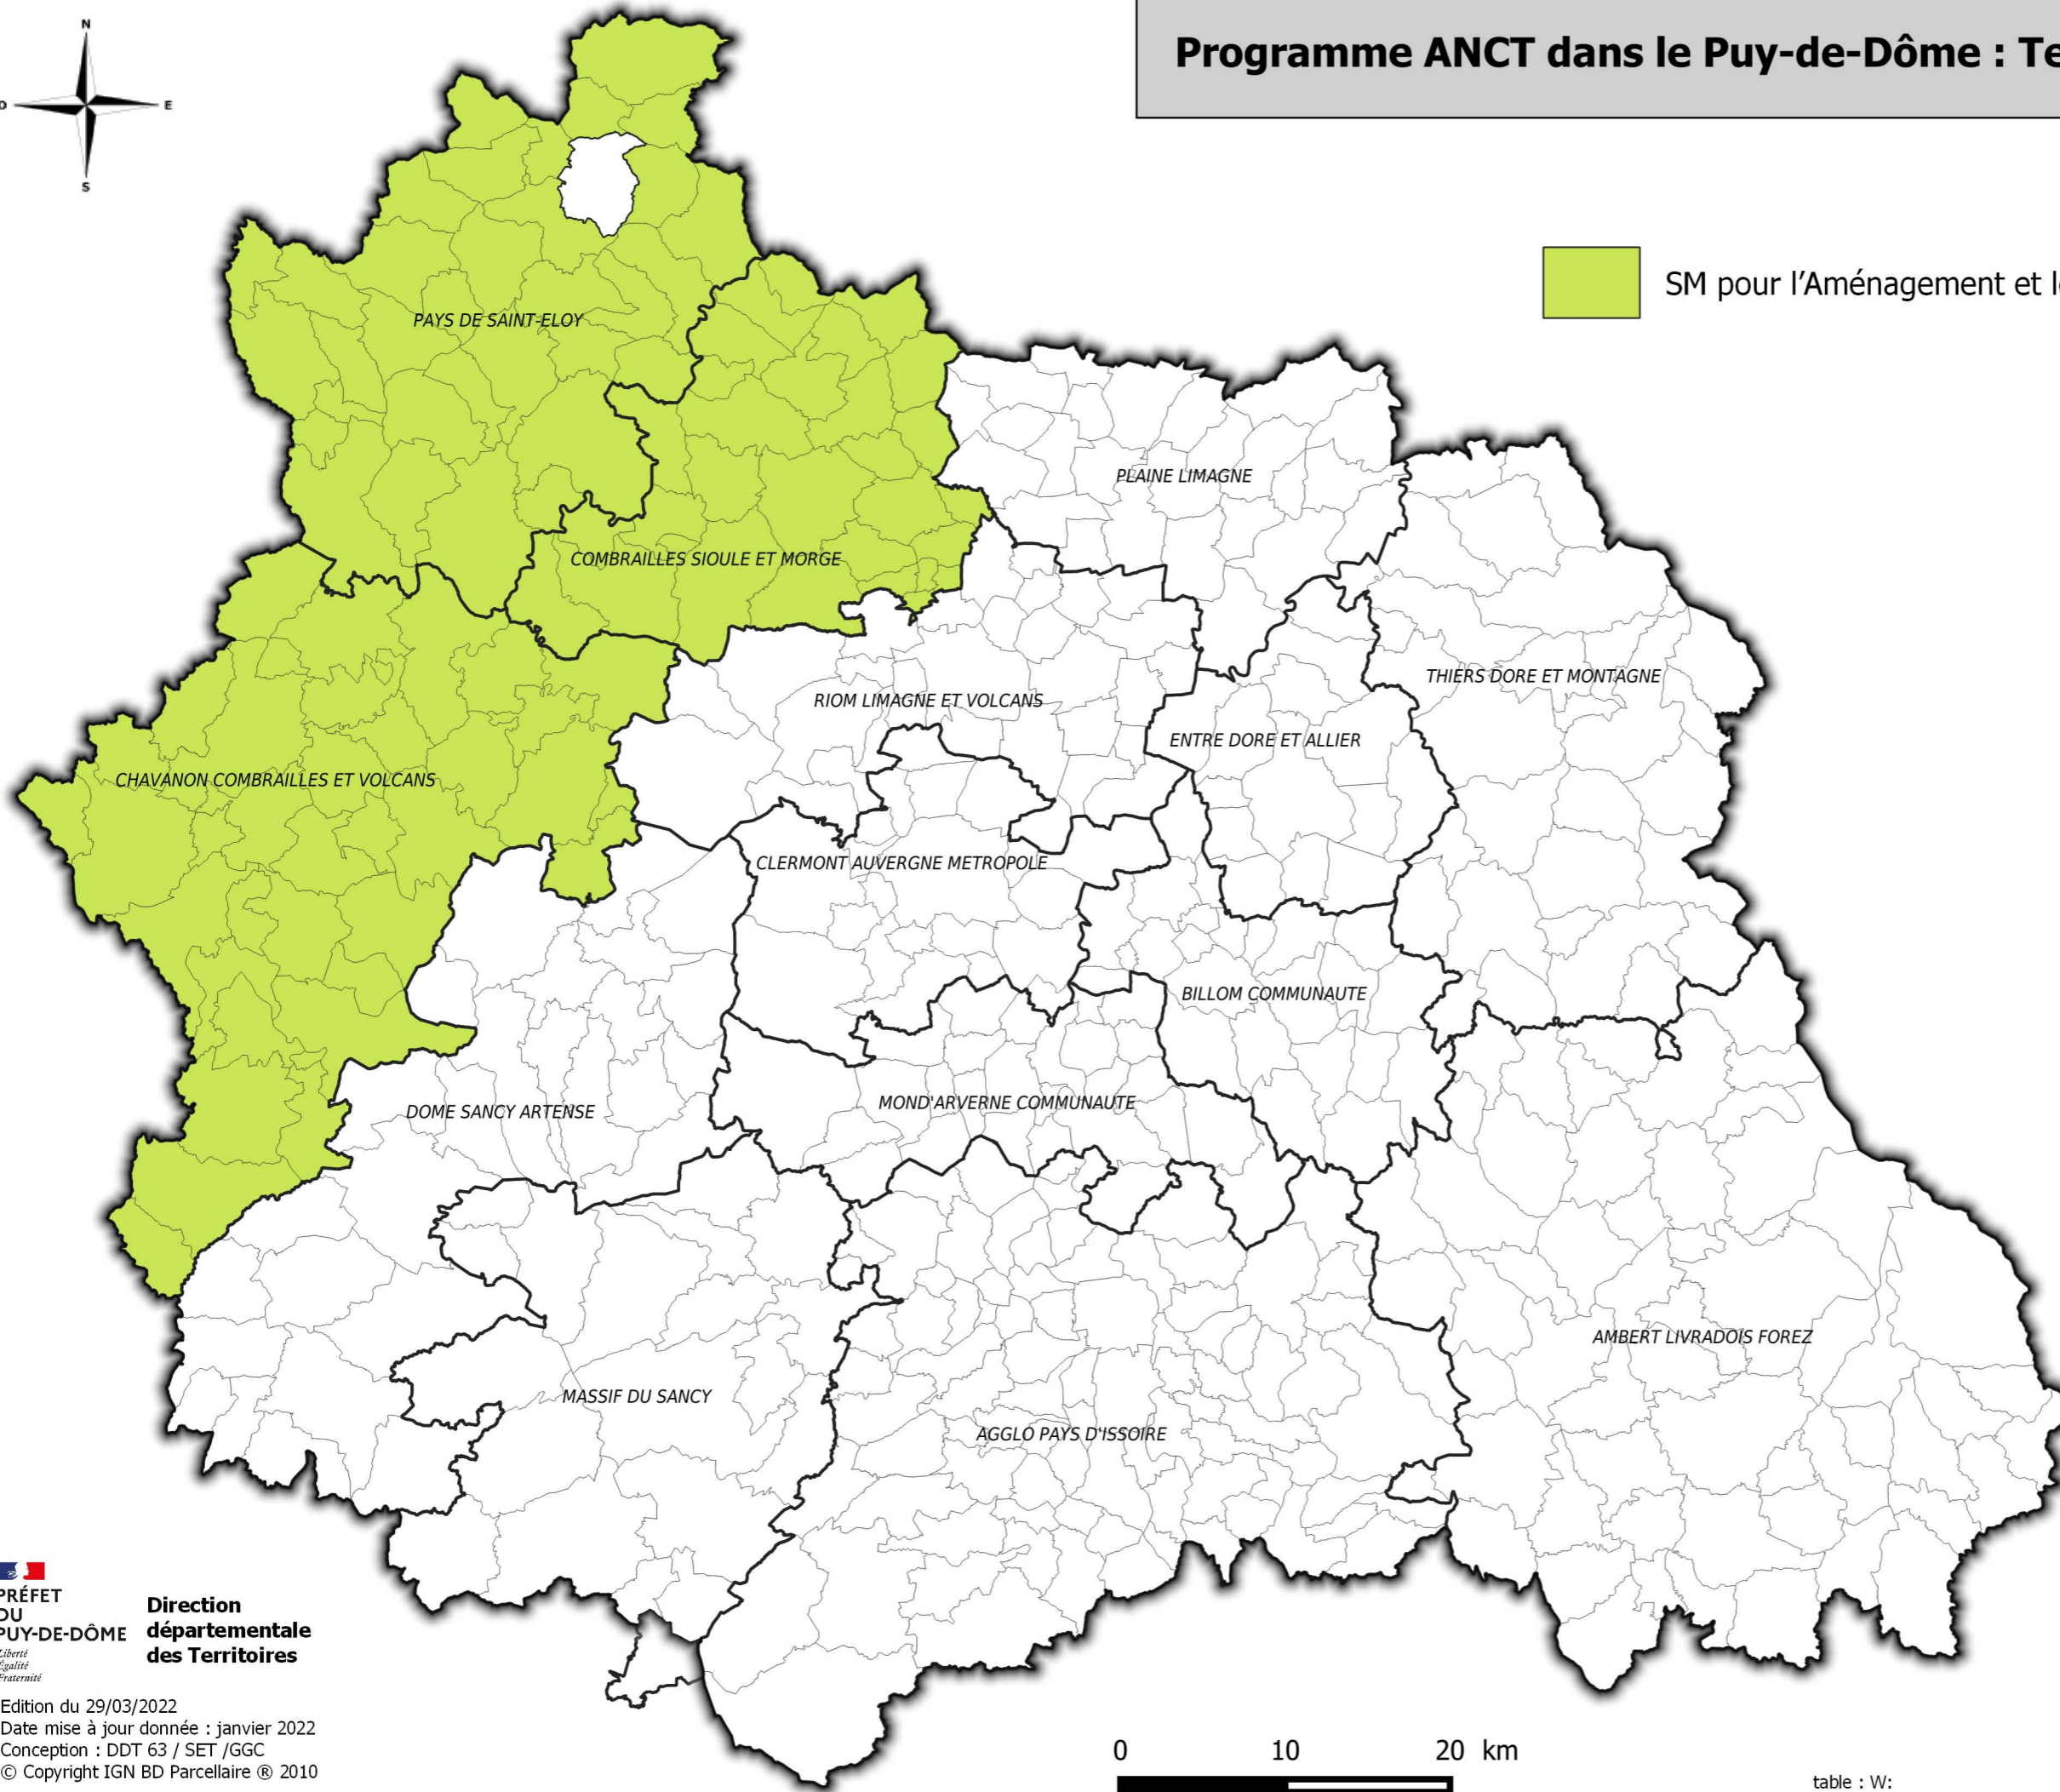 N
O
E
S
Programme ANCT dans le Puy-de-Dôme : Te
SM pour l’Aménagement et l
PAYS DE SAINT-ELOY
PLAINE LIMAGNE
COMBRAILLES SIOULE ET MORGE
THIERS DORE ET MONTAGNE
RIOM LIMAGNE ET VOLCANS
ENTRE DORE ET ALLIER
CHAVANON COMBRAILLES ET VOLCANS
CLERMONT AUVERGNE METROPOLE
BILLOM COMMUNAUTE
MOND'ARVERNE COMMUNAUTE
DOME SANCY ARTENSE
AMBERT LIVRADOIS FOREZ
MASSIF DU SANCY
AGGLO PAYS D'ISSOIRE
PRÉFET
DU
PUY-DE-DÔME
Liberté
Égalité
Fraternité
Direction
départementale
des Territoires
Edition du 29/03/2022
Date mise à jour donnée : janvier 2022
Conception : DDT 63 / SET /GGC
© Copyright IGN BD Parcellaire ® 2010
0 10 20 km
table : W: